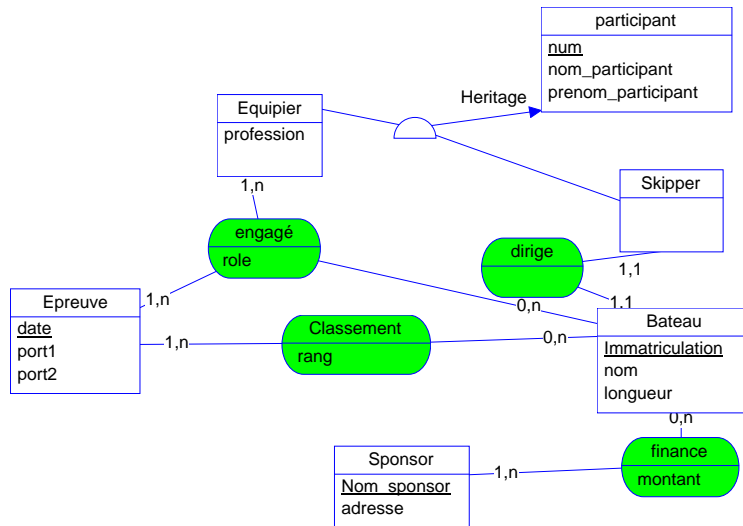 participant
num
nom_participant
prenom_participant
Heritage
Equipier
profession
Skipper
1,n
engagé
role
dirige
1,1
1,1
Epreuve
date
port1
port2
1,n
0,n
Classement
rang
1,n
0,n
Bateau
Immatriculation
nom
longueur
0,n
finance
montant
Sponsor
Nom_sponsor
adresse
1,n